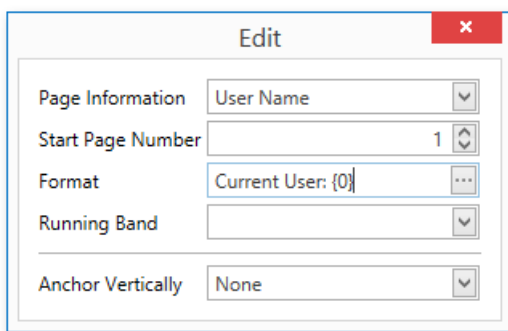 Edit
Page Information User Name
Start Page Number 1
Format Current User: {0} ...
Running Band
Anchor Vertically None